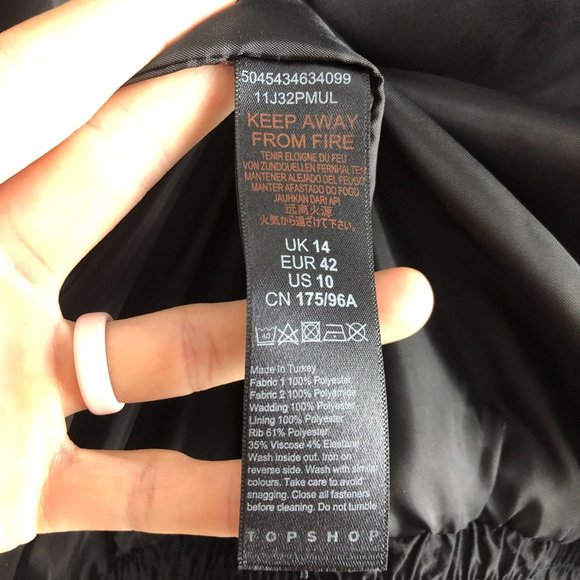 5045434634099
11J32PMUL
KEEP AWAY
FROM FIRE
TENIR ELOIGNE DU FEU
VON ZUNDQUELLEN FERNHALTEN
MANTENER ALEJADO DEL FEUSIGT
MANTER AFASTADO DO FOGO
JAUHKAN DARI API
远离火源
火気から遠ざけて下さい。
UK 14
EUR 42
US 10
CN 175/96A
Made In Turkey
Fabric 1 100% Polyester
Fabric 2 100% Polyamice
Wadding 100% Polyester
Lining 100% Polyester
Rib 61% Polyester
35% Viscose 4% Elastane
Wash inside out. Iron on
reverse side. Wash with similar
colours. Take care to avoid
snagging. Close all fasteners
before cleaning. Do not tumble
TOPSHOP